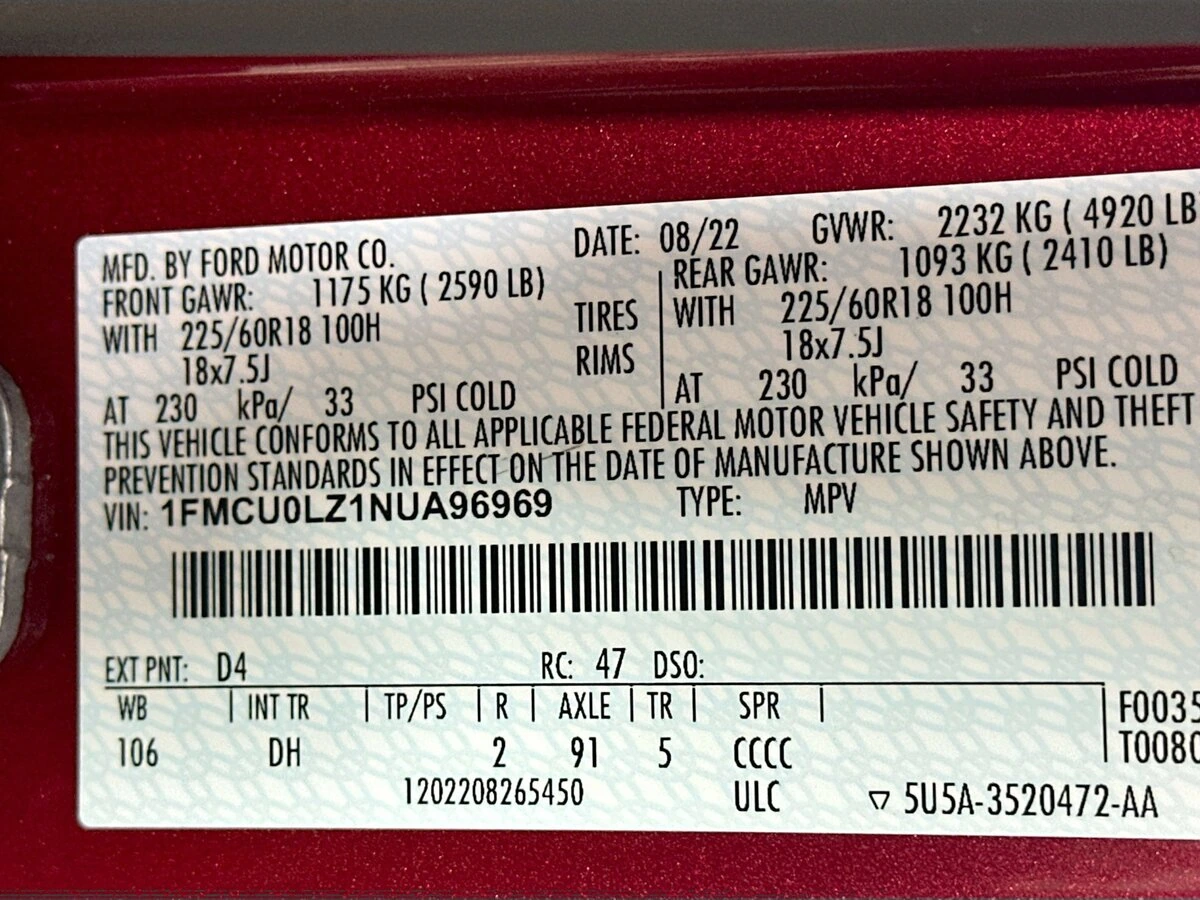 MFD. BY FORD MOTOR CO. DATE: 08/22 GVWR: 2232 KG ( 4920 LB
FRONT GAWR: 1175 KG ( 2590 LB) REAR GAWR: 1093 KG ( 2410 LB)
WITH 225/60R18 100H TIRES WITH 225/60R18 100H
18x7.5J RIMS 18x7.5J
AT 230 kPa/ 33 PSI COLD AT 230 kPa/ 33 PSI COLD
THIS VEHICLE CONFORMS TO ALL APPLICABLE FEDERAL MOTOR VEHICLE SAFETY AND THEFT
PREVENTION STANDARDS IN EFFECT ON THE DATE OF MANUFACTURE SHOWN ABOVE.
VIN: 1FMCU0LZ1NUA96969 TYPE: MPV
EXT PNT: D4 RC: 47 DSO:
WB INT TR TP/PS R AXLE TR SPR F0035
106 DH 2 91 5 CCCC T0080
1202208265450 ULC ▽ 5U5A-3520472-AA